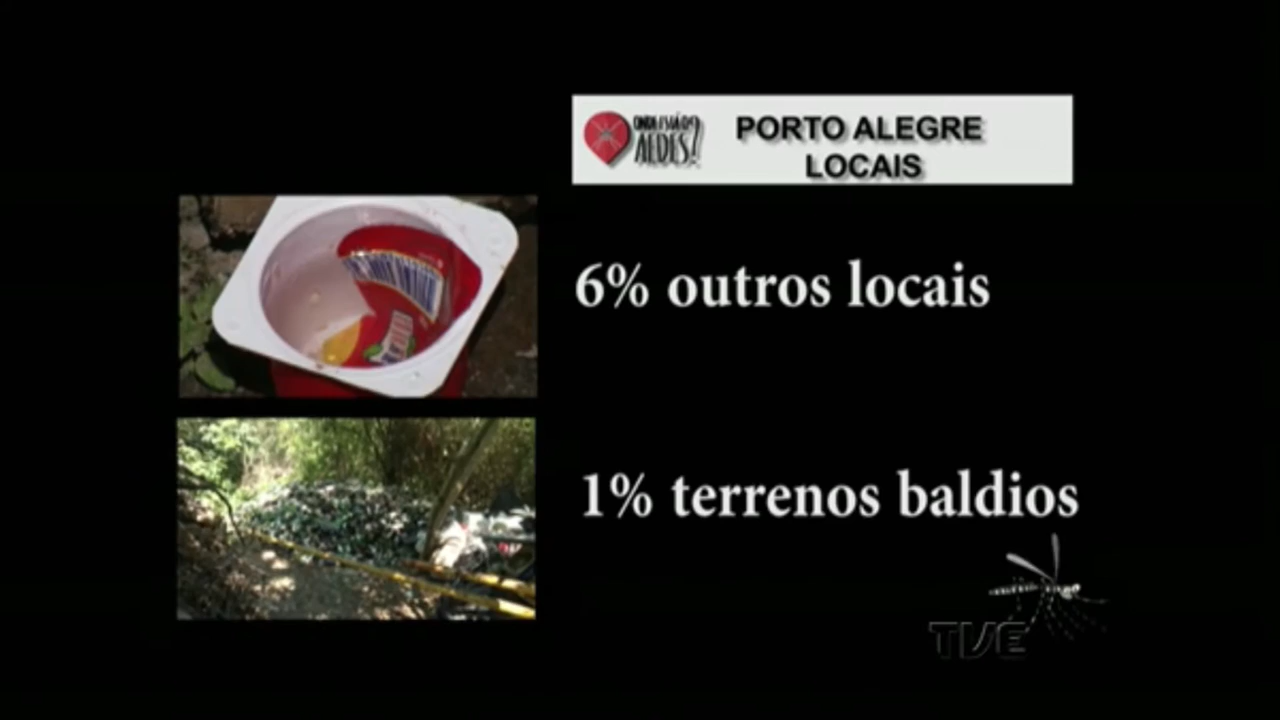 ONDE ESTÁ O
AEDES?
PORTO ALEGRE
LOCAIS
6% outros locais
1% terrenos baldios
TVE